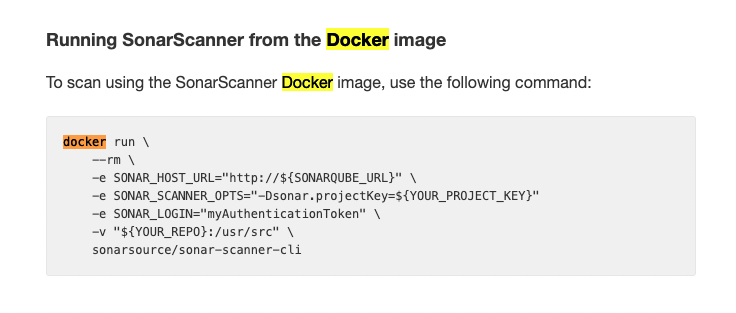 Running SonarScanner from the Docker image
To scan using the SonarScanner Docker image, use the following command:
docker run \
    --rm \
    -e SONAR_HOST_URL="http://${SONARQUBE_URL}" \
    -e SONAR_SCANNER_OPTS="-Dsonar.projectKey=${YOUR_PROJECT_KEY}"
    -e SONAR_LOGIN="myAuthenticationToken" \
    -v "${YOUR_REPO}:/usr/src" \
    sonarsource/sonar-scanner-cli